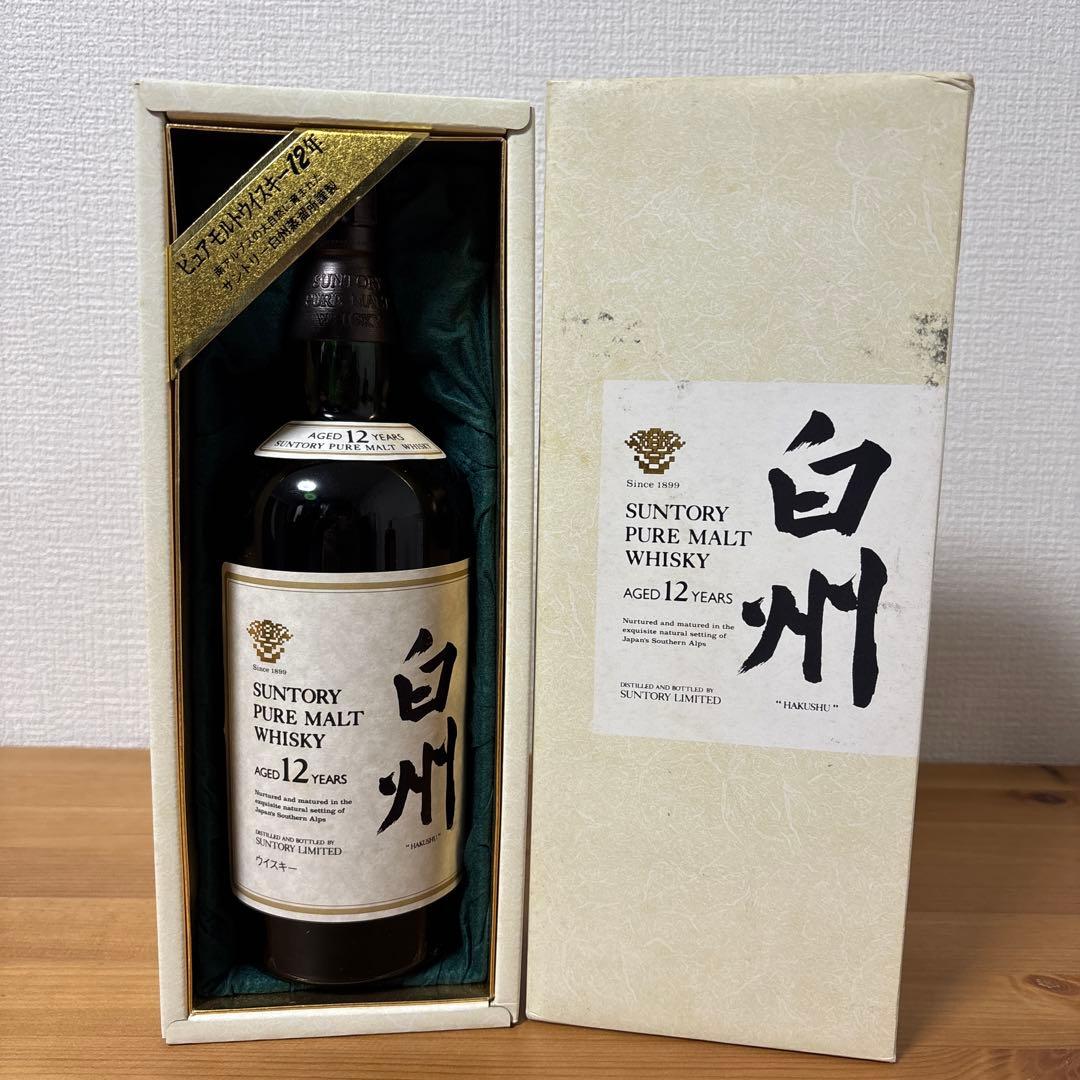 ピュアモルトウイスキー12年
サントリー白州蒸溜所謹製
SUNTORY
PURE MALT
WHISKY
AGED 12 YEARS
SUNTORY PURE MALT WHISKY
Since 1899
SUNTORY
PURE MALT
WHISKY
AGED 12 YEARS
Nurtured and matured in the
exquisite natural setting of
Japan's Southern Alps
DISTILLED AND BOTTLED BY
SUNTORY LIMITED
ウイスキー
白州
"HAKUSHU"
Since 1899
SUNTORY
PURE MALT
WHISKY
AGED 12 YEARS
Nurtured and matured in the
exquisite natural setting of
Japan's Southern Alps
DISTILLED AND BOTTLED BY
SUNTORY LIMITED
白州
"HAKUSHU"